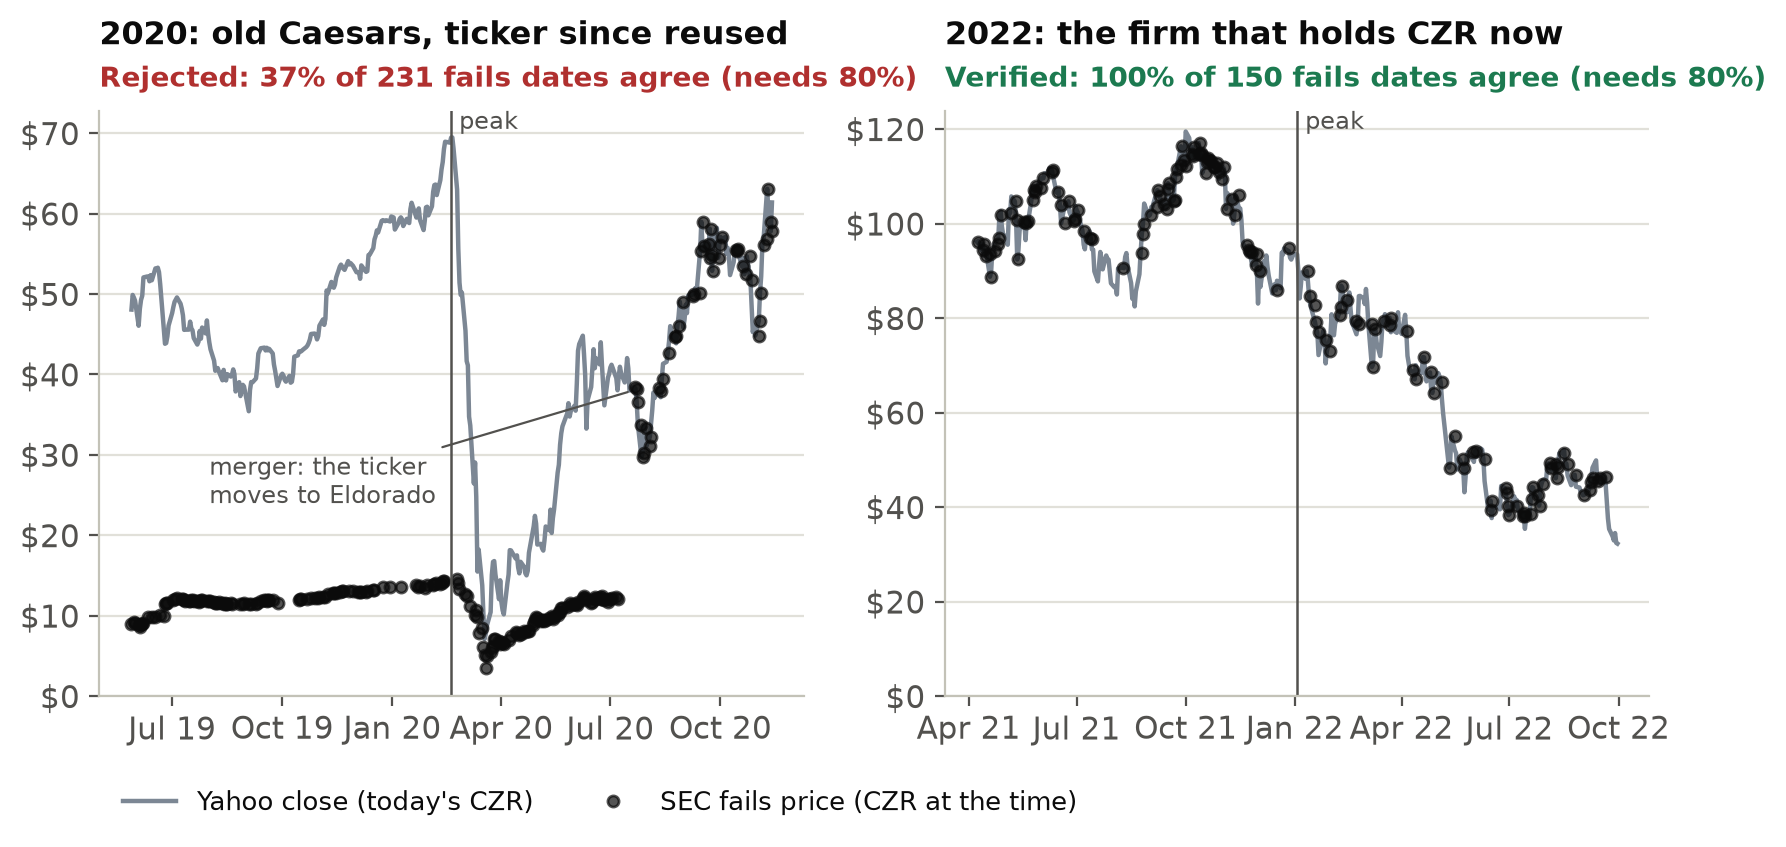 2020: old Caesars, ticker since reused
Rejected: 37% of 231 fails dates agree (needs 80%)
peak
$70
$60
$50
$40
$30
$20
$10
$0
merger: the ticker
moves to Eldorado
Jul 19 Oct 19 Jan 20 Apr 20 Jul 20 Oct 20
2022: the firm that holds CZR now
Verified: 100% of 150 fails dates agree (needs 80%)
peak
$120
$100
$80
$60
$40
$20
$0
Apr 21 Jul 21 Oct 21 Jan 22 Apr 22 Jul 22 Oct 22
Yahoo close (today's CZR)
SEC fails price (CZR at the time)